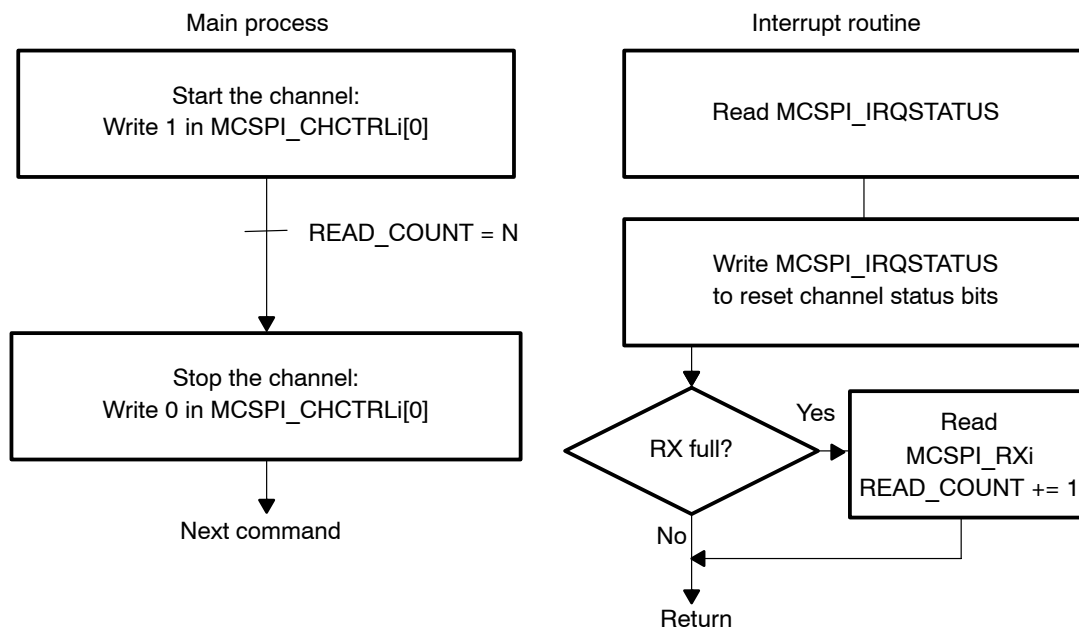 Main process
Start the channel:
Write 1 in MCSPI_CHCTRLi[0]
READ_COUNT = N
Stop the channel:
Write 0 in MCSPI_CHCTRLi[0]
Next command
Interrupt routine
Read MCSPI_IRQSTATUS
Write MCSPI_IRQSTATUS
to reset channel status bits
RX full?
Yes
Read
MCSPI_RXi
READ_COUNT += 1
No
Return